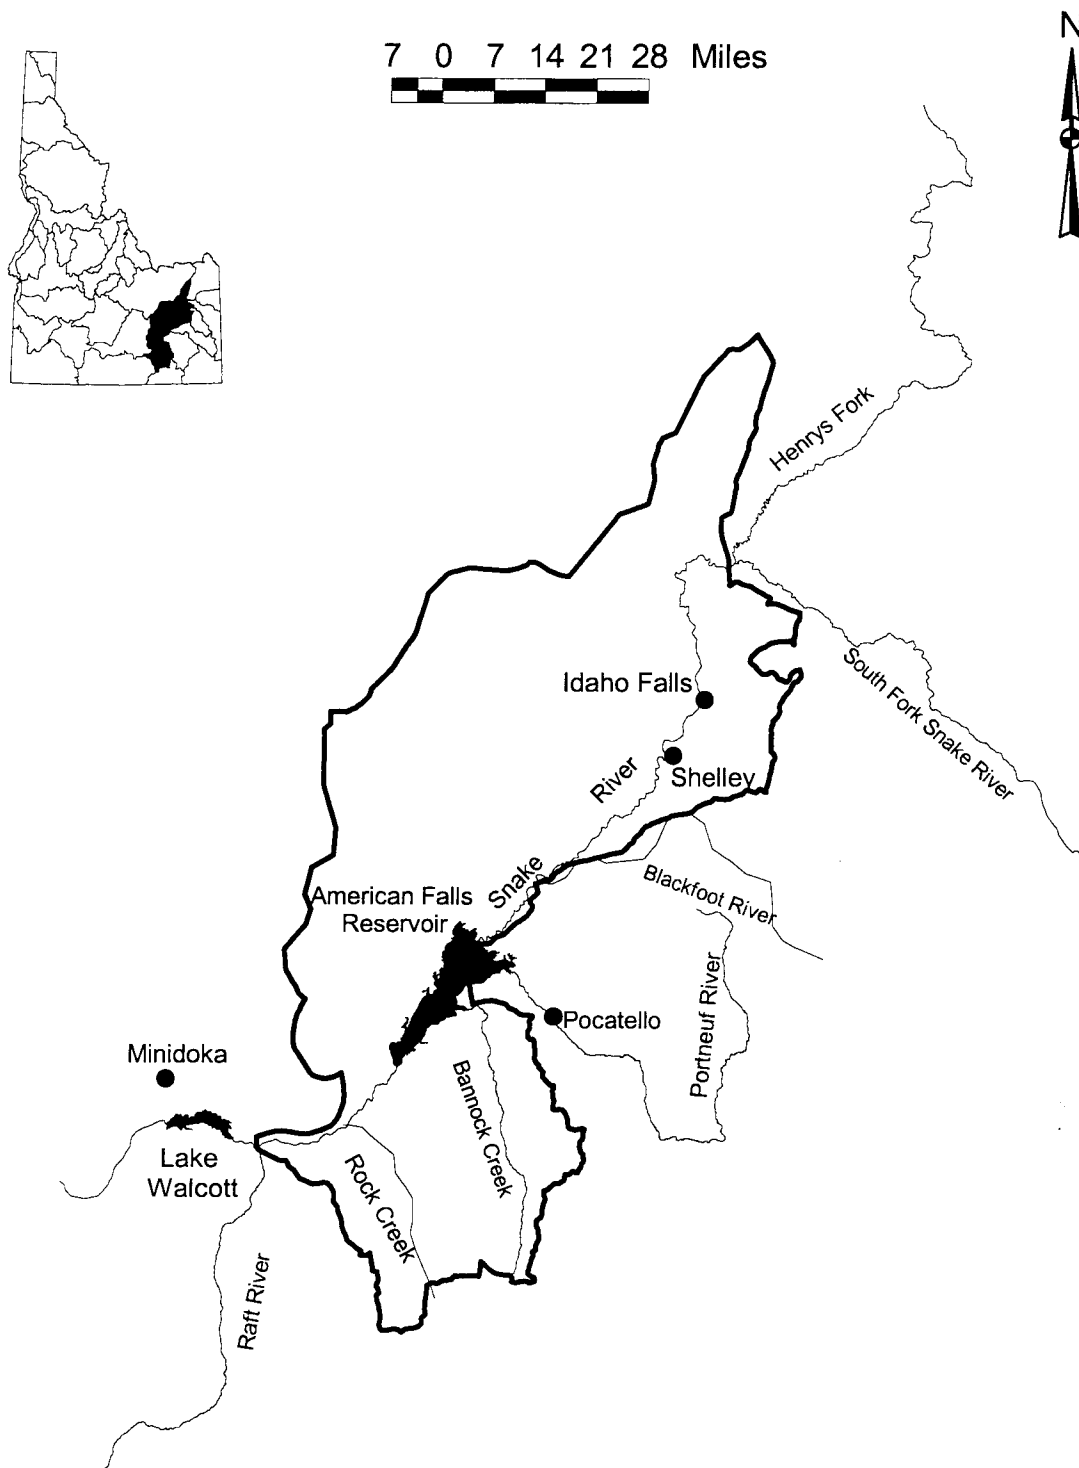 7 0 7 14 21 28 Miles
N
Henrys Fork
South Fork Snake River
Idaho Falls
Shelley
River
Snake
American Falls
Reservoir
Blackfoot River
Portneuf River
Pocatello
Minidoka
Bannock Creek
Lake
Walcott
Rock Creek
Raft River